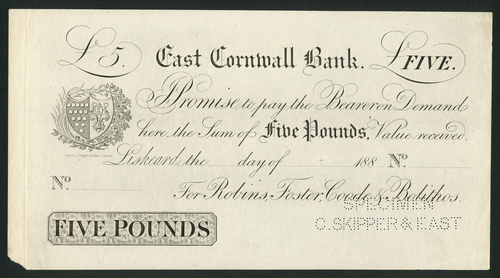 £5. East Cornwall Bank. £FIVE.
I Promise to pay the Bearer on Demand
here, the Sum of Five Pounds, Value received.
Liskeard, the day of 188 No.
No. For Robins, Foster, Coode & Bolithos.
SPECIMEN
C. SKIPPER & EAST
FIVE POUNDS